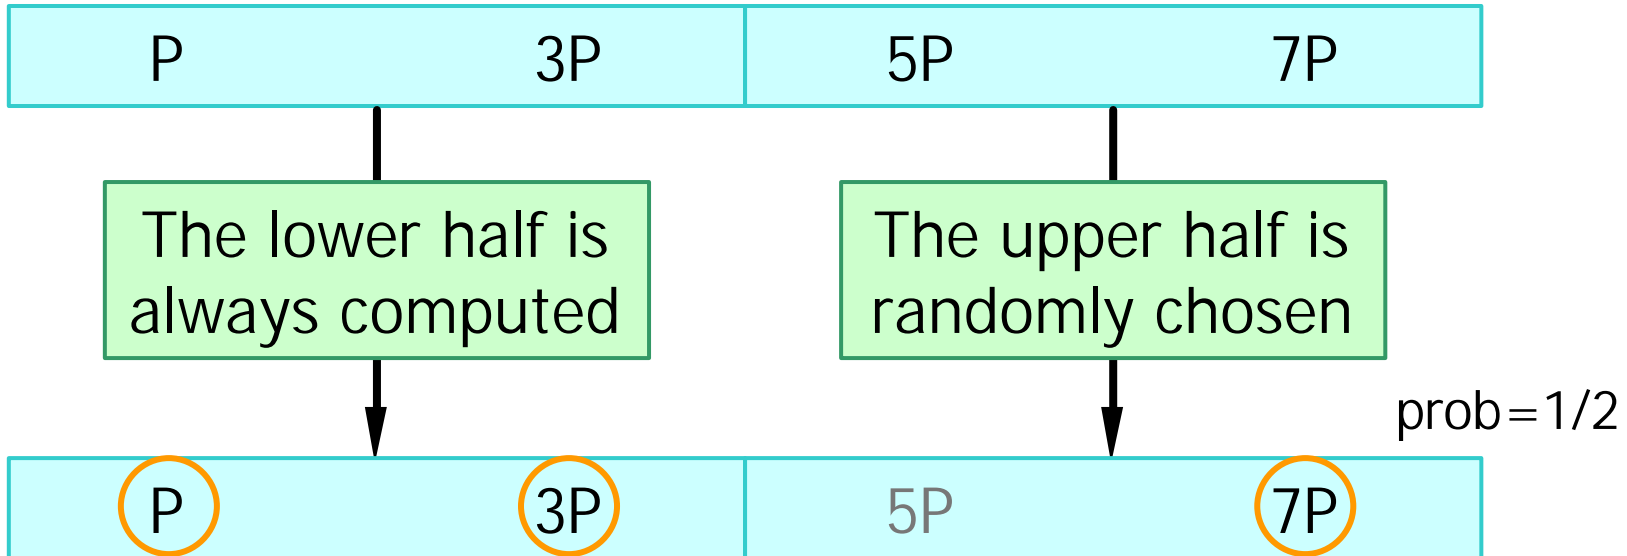 P 3P 5P 7P
The lower half is
always computed
The upper half is
randomly chosen
prob=1/2
P 3P 5P 7P